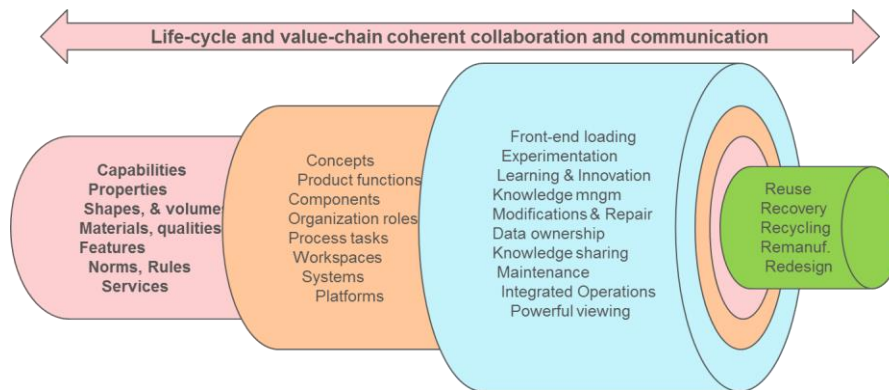 Life-cycle and value-chain coherent collaboration and communication
Capabilities
Properties
Shapes, & volumes
Materials, qualities
Features
Norms, Rules
Services
Concepts
Product functions
Components
Organization roles
Process tasks
Workspaces
Systems
Platforms
Front-end loading
Experimentation
Learning & Innovation
Knowledge mngm
Modifications & Repair
Data ownership
Knowledge sharing
Maintenance
Integrated Operations
Powerful viewing
Reuse
Recovery
Recycling
Remanuf.
Redesign